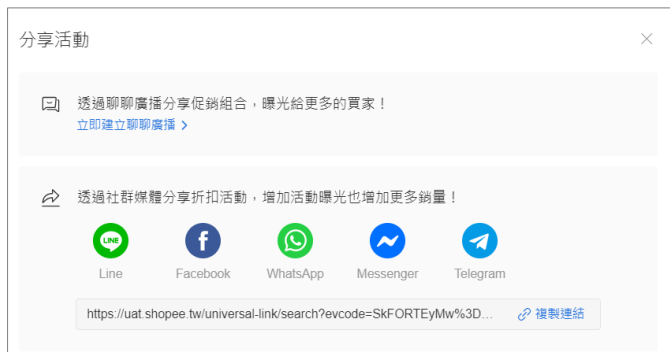 分享活動
透過聊聊廣播分享促銷組合，曝光給更多的買家！
立即建立聊聊廣播
透過社群媒體分享折扣活動，增加活動曝光也增加更多銷量！
LINE
Line Facebook WhatsApp Messenger Telegram
https://uat.shopee.tw/universal-link/search?evcode=SkFORTEyMw%3D... 複製連結